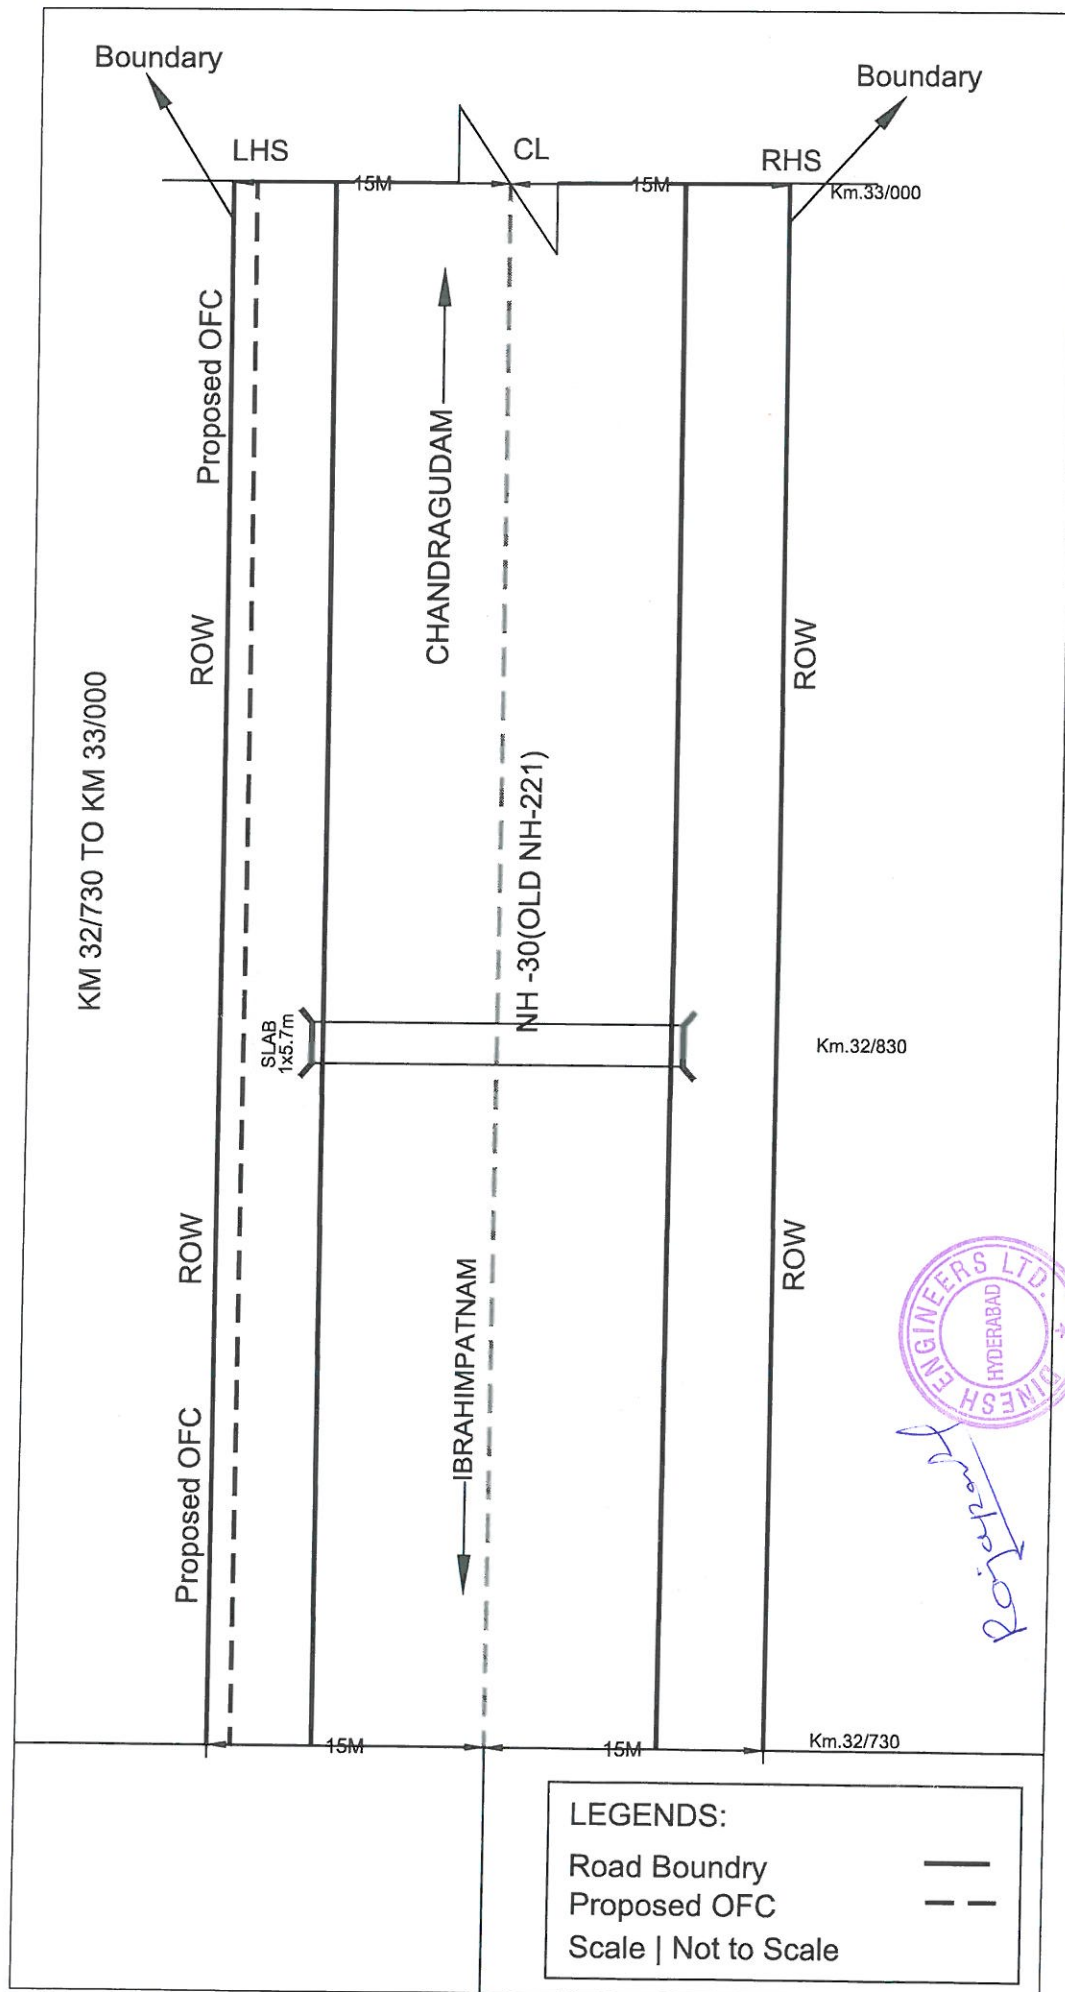 Boundary
Boundary
LHS
CL
RHS
15M
15M
Km.33/000
Proposed OFC
CHANDRAGUDAM
ROW
ROW
KM 32/730 TO KM 33/000
NH -30(OLD NH-221)
SLAB
1x5.7m
Km.32/830
ROW
ROW
IBRAHIMPATNAM
Proposed OFC
DINESH ENGINEERS LTD. *
HYDERABAD
15M
15M
Km.32/730
LEGENDS:
Road Boundry
Proposed OFC
Scale | Not to Scale